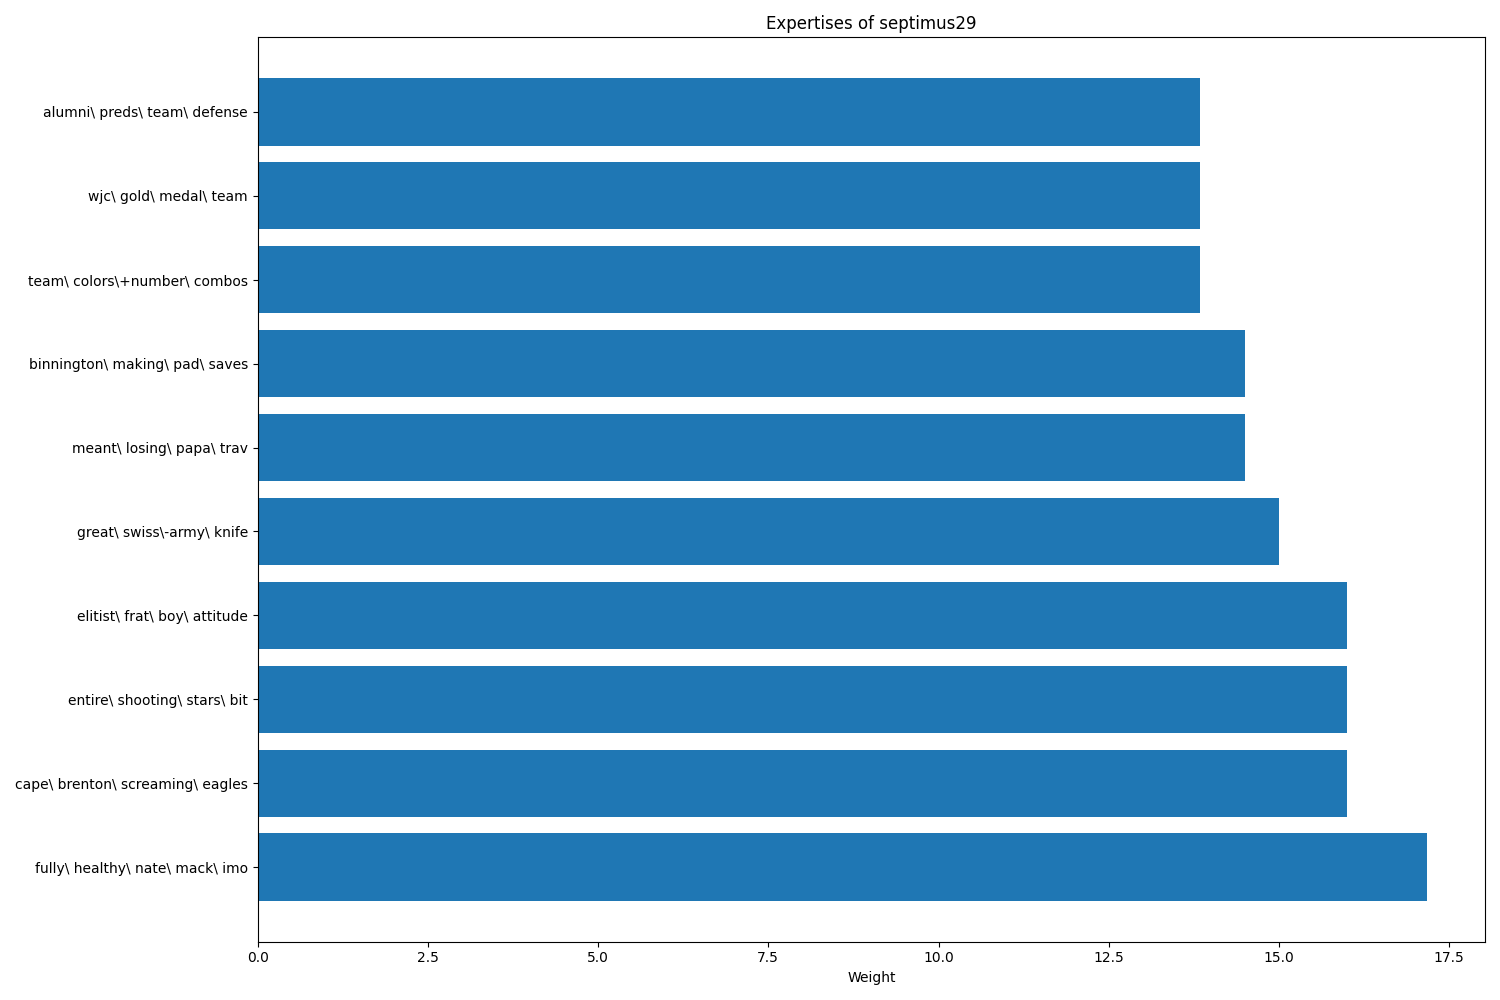 Expertises of septimus29
alumni\ preds\ team\ defense
wjc\ gold\ medal\ team
team\ colors\+number\ combos
binnington\ making\ pad\ saves
meant\ losing\ papa\ trav
great\ swiss\-army\ knife
elitist\ frat\ boy\ attitude
entire\ shooting\ stars\ bit
cape\ brenton\ screaming\ eagles
fully\ healthy\ nate\ mack\ imo
0.0 2.5 5.0 7.5 10.0 12.5 15.0 17.5
Weight